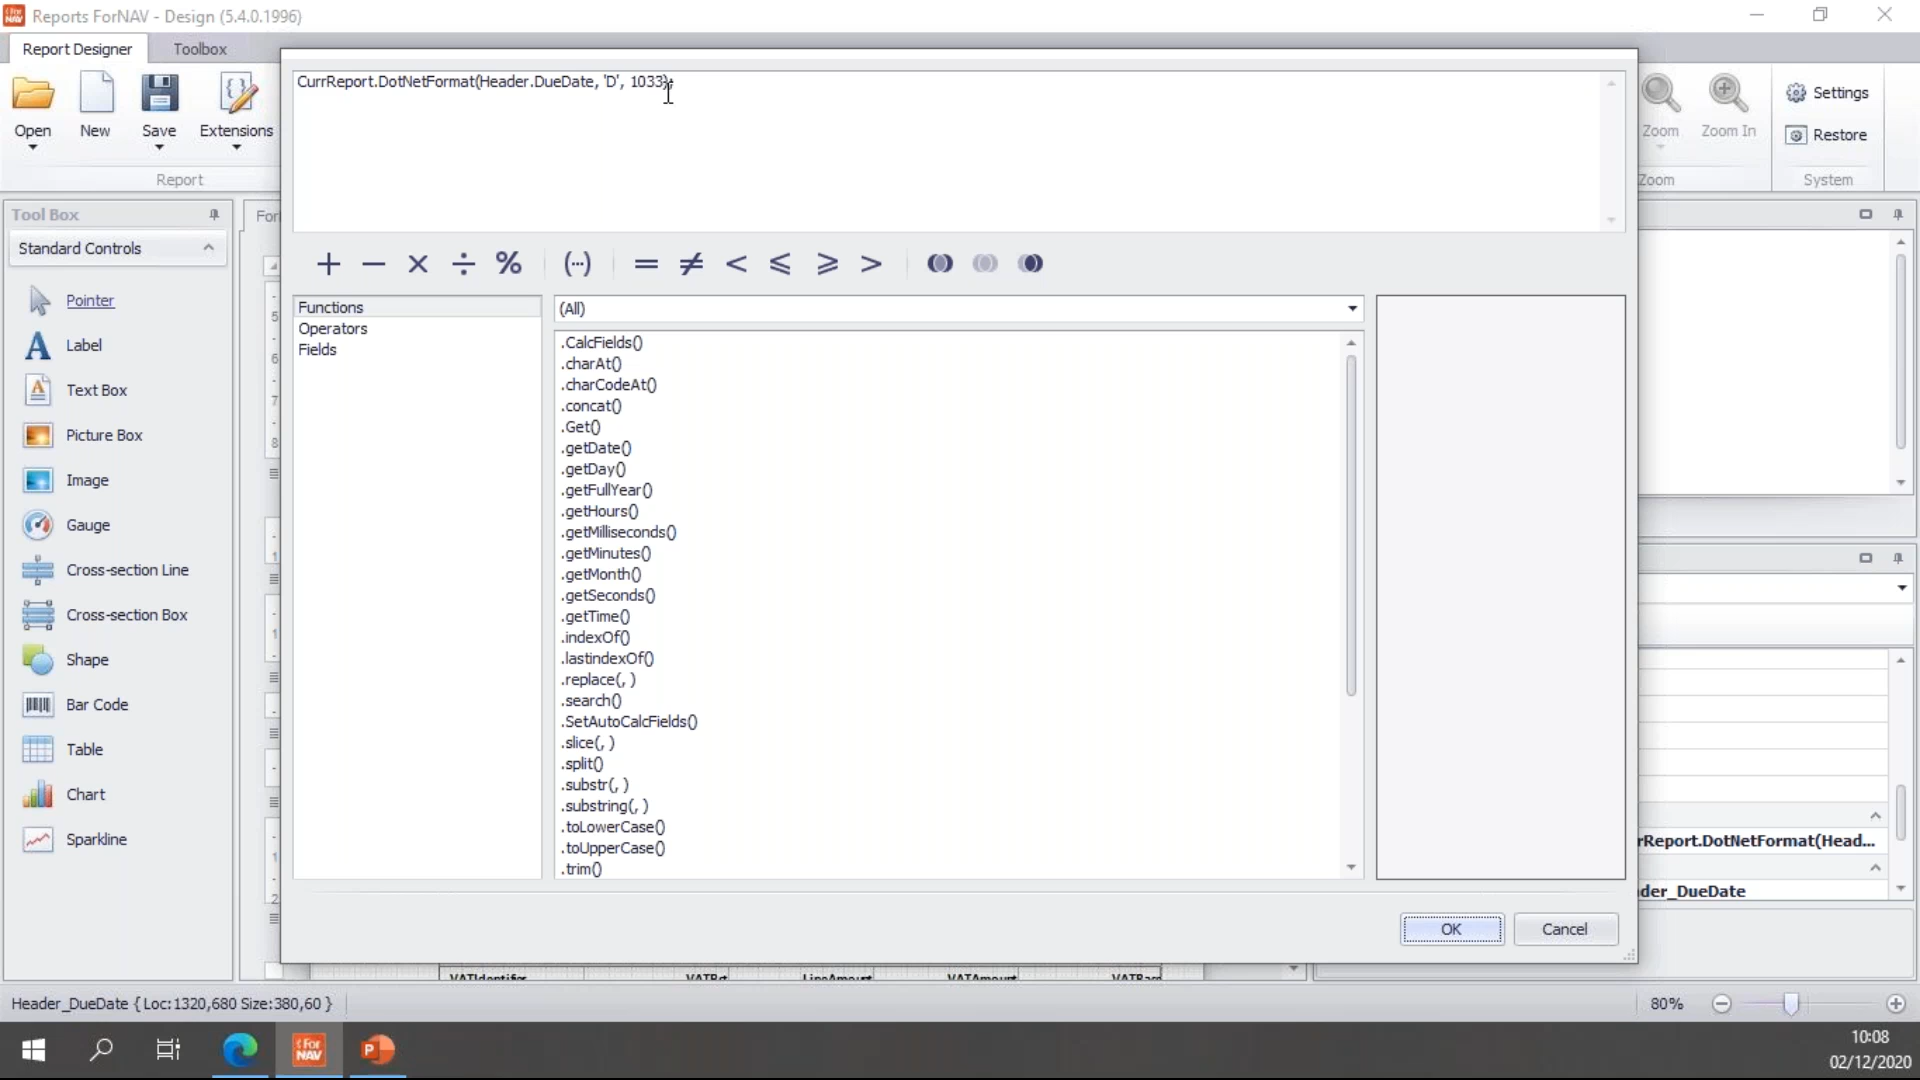 Reports ForNAV - Design (5.4.0.1996)
Report Designer
Toolbox
Open
New
Save
Extensions
Report
CurrReport.DotNetFormat(Header.DueDate, 'D', 1033);
Zoom
Zoom In
Settings
Restore
Zoom
System
Tool Box
Standard Controls
Pointer
Label
Text Box
Picture Box
Image
Gauge
Cross-section Line
Cross-section Box
Shape
Bar Code
Table
Chart
Sparkline
Functions
Operators
Fields
(All)
.CalcFields()
.charAt()
.charCodeAt()
.concat()
.Get()
.getDate()
.getDay()
.getFullYear()
.getHours()
.getMilliseconds()
.getMinutes()
.getMonth()
.getSeconds()
.getTime()
.indexOf()
.lastindexOf()
.replace(, )
.search()
.SetAutoCalcFields()
.slice(, )
.split()
.substr(, )
.substring(, )
.toLowerCase()
.toUpperCase()
.trim()
rReport.DotNetFormat(Head...
der_DueDate
OK
Cancel
Header_DueDate { Loc:1320,680 Size:380,60 }
80%
10:08
02/12/2020